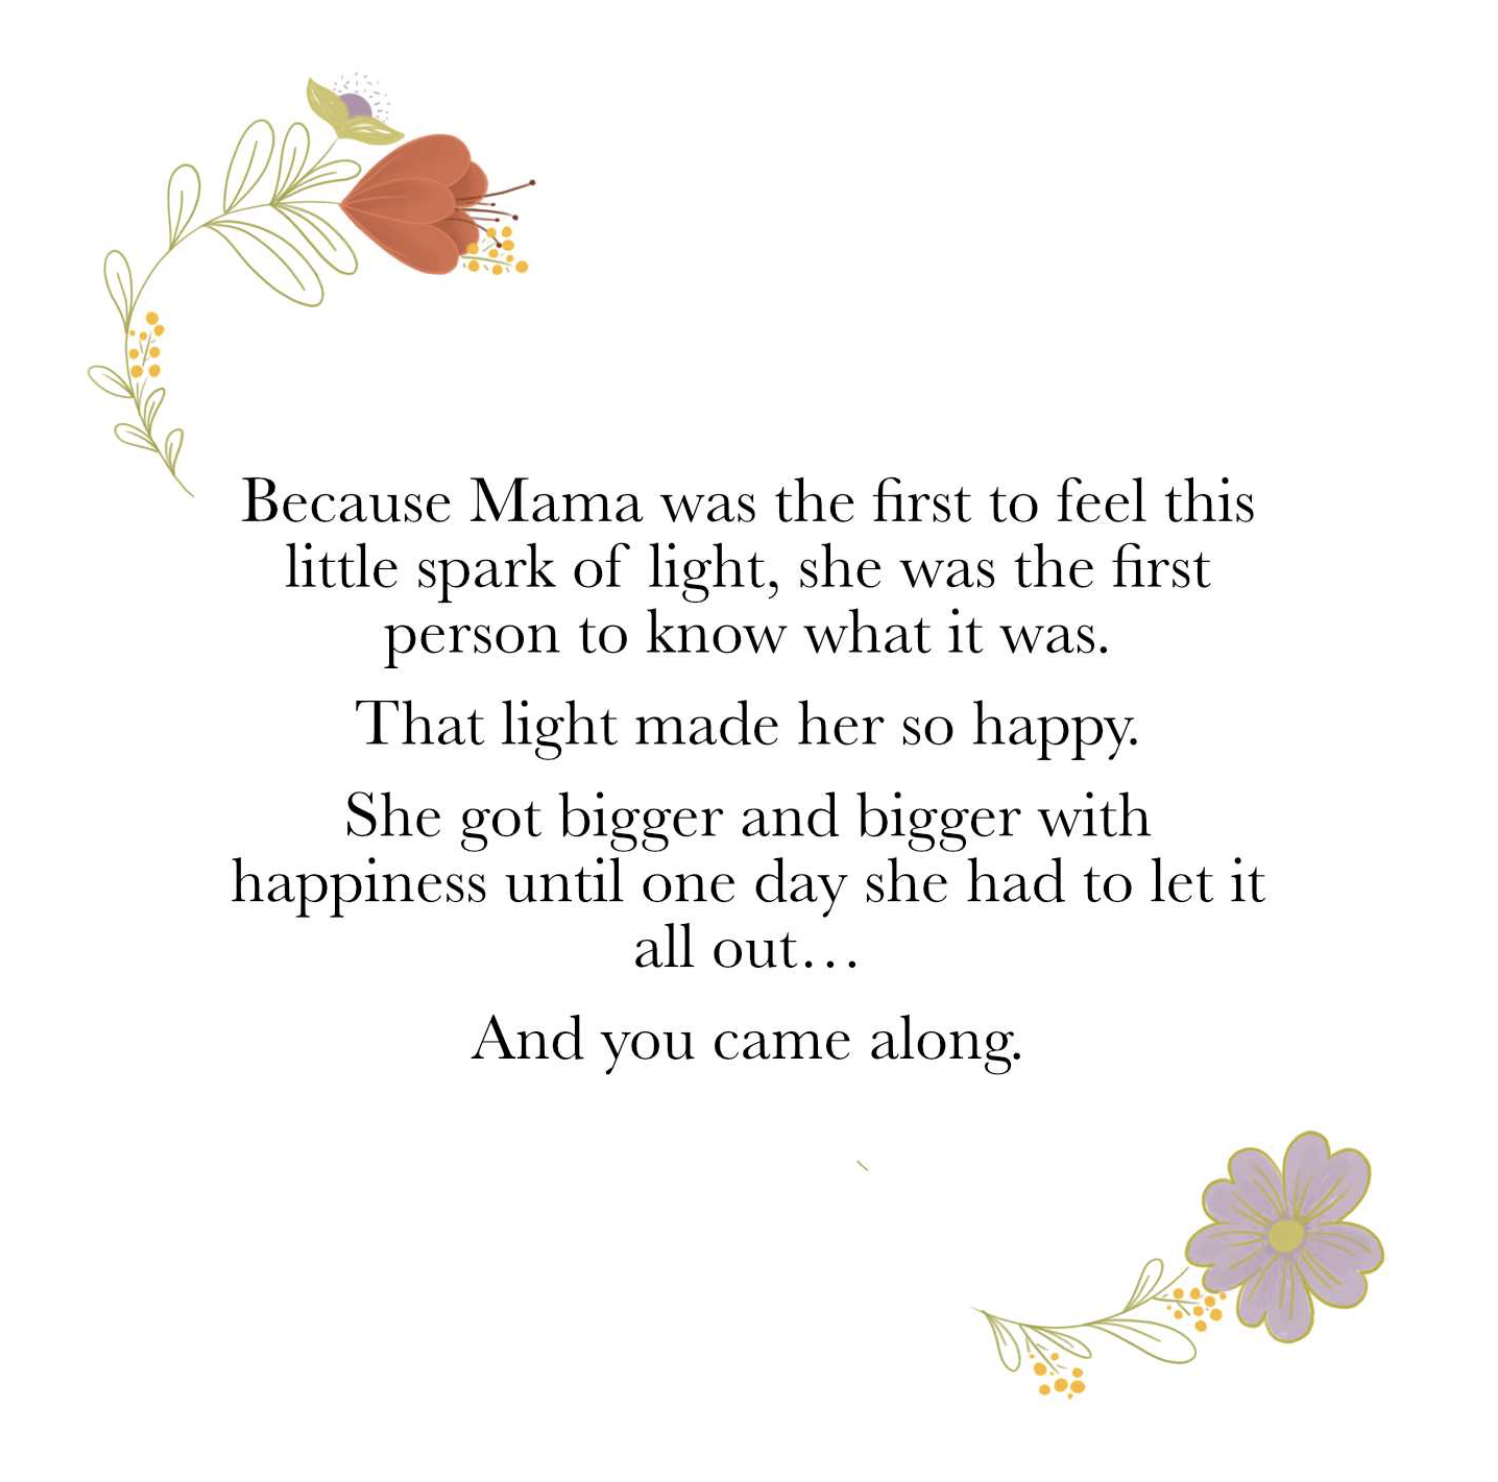 Because Mama was the first to feel this
little spark of light, she was the first
person to know what it was.
That light made her so happy.
She got bigger and bigger with
happiness until one day she had to let it
all out…
And you came along.